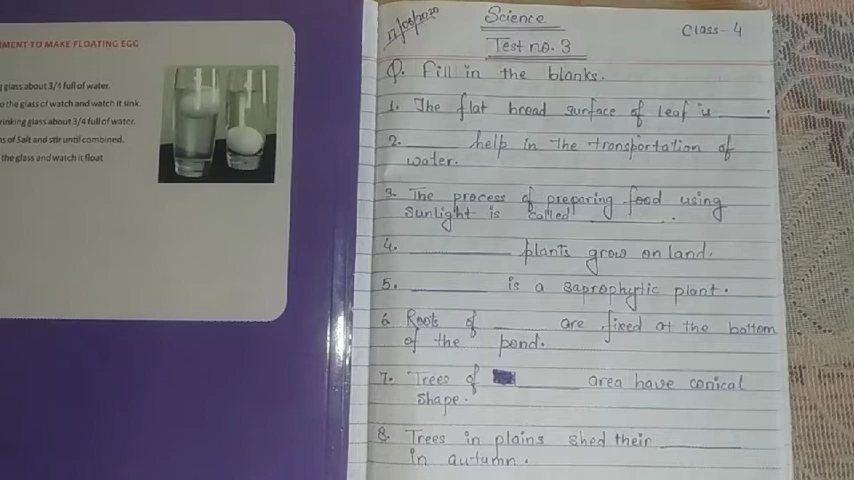 IMENT TO MAKE FLOATING EGG
g glass about 3/4 full of water.
o the glass of watch and watch it sink.
rinking glass about 3/4 full of water.
ns of Salt and stir until combined.
the glass and watch it float
17/06/2020
Science
Class-4
Test no. 3
Q. Fill in the blanks.
1. The flat broad surface of leaf is ______.
2. ______ help in the transportation of
water.
3. The process of preparing food using
sunlight is called ______.
4. ______ plants grow on land.
5. ______ is a saprophytic plant.
6. Roots of ______ are fixed at the bottom
of the pond.
7. Trees of ______ area have conical
shape.
8. Trees in plains shed their ______
in autumn.